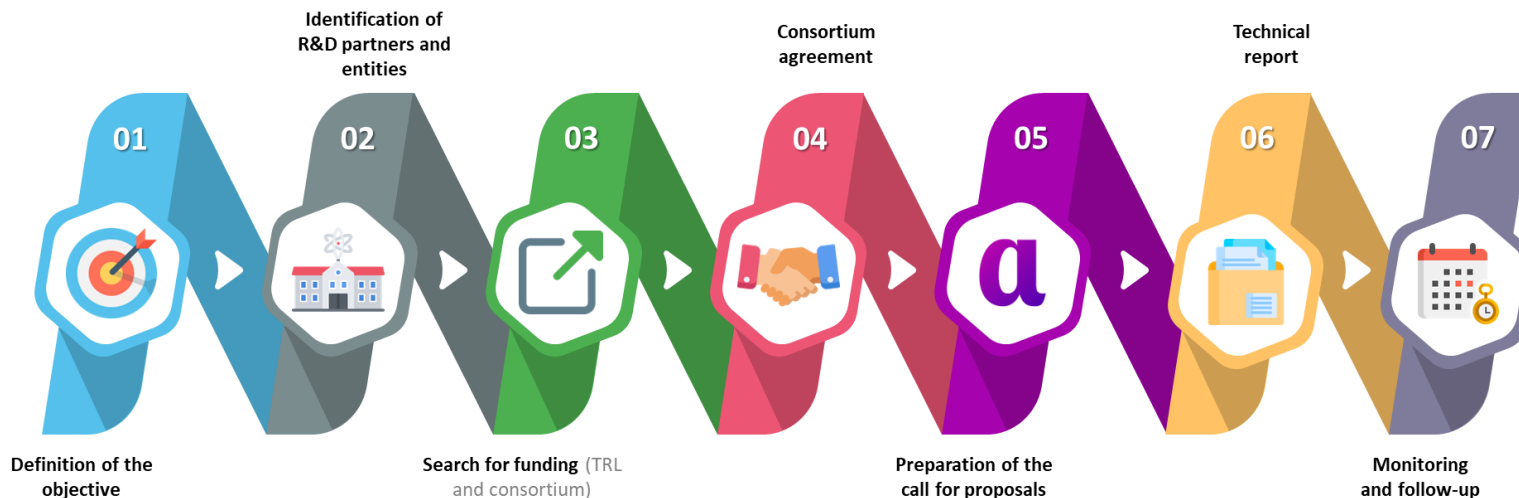 01
Definition of the
objective
02
Identification of
R&D partners and
entities
03
Search for funding (TRL
and consortium)
04
Consortium
agreement
05
α
Preparation of the
call for proposals
06
Technical
report
07
Monitoring
and follow-up